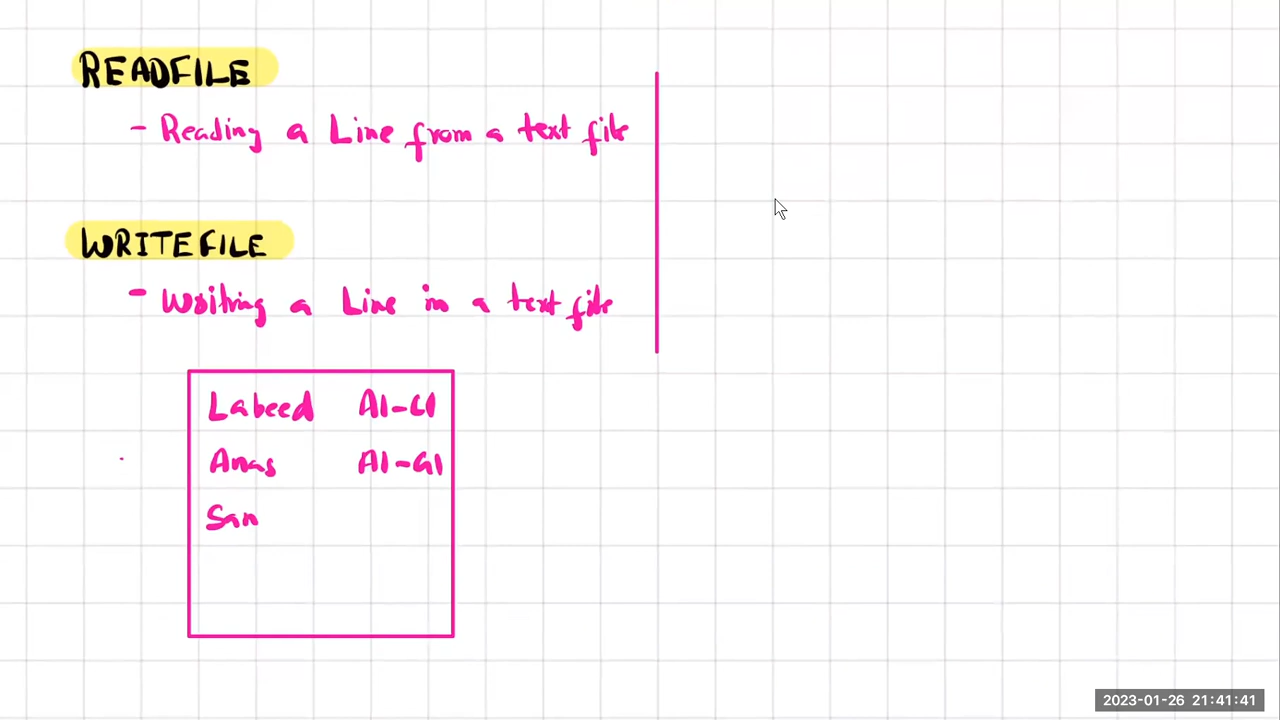 READFILE
- Reading a Line from a text file
WRITEFILE
- Writing a Line in a text file
Labeed A1-C1
Anas A1-G1
San
2023-01-26 21:41:41